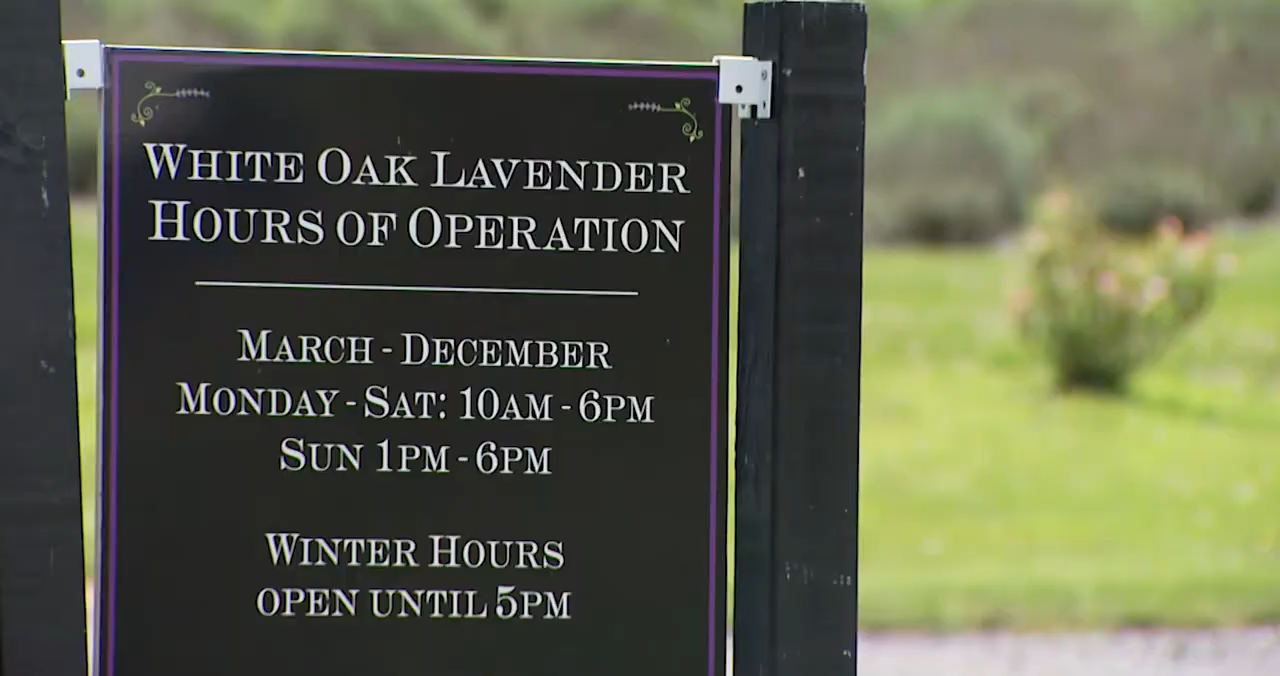 WHITE OAK LAVENDER
HOURS OF OPERATION
MARCH - DECEMBER
MONDAY - SAT: 10AM - 6PM
SUN 1PM - 6PM
WINTER HOURS
OPEN UNTIL 5PM